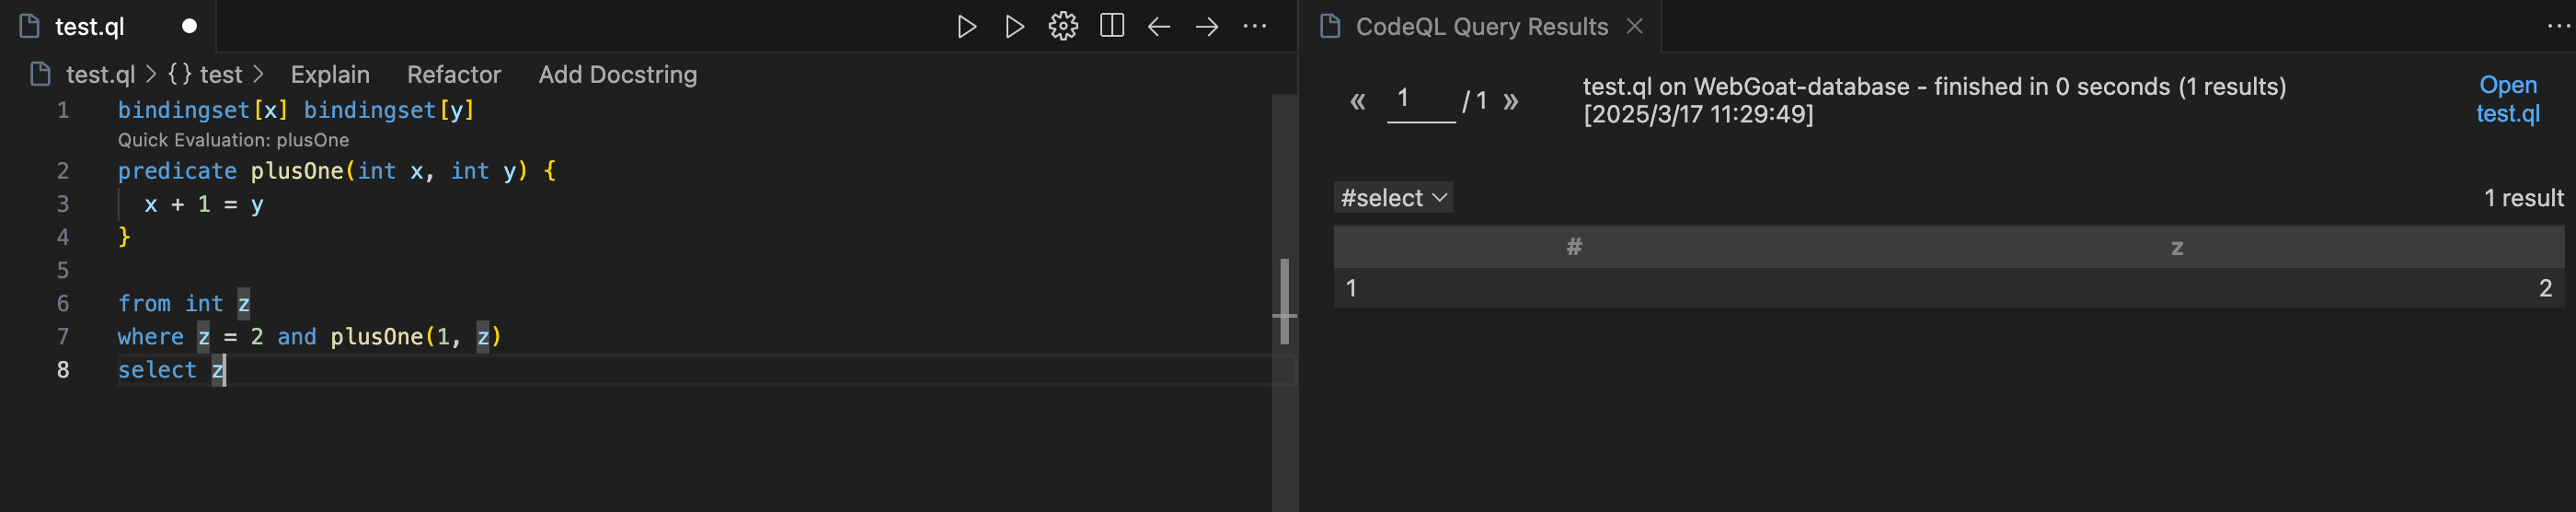 test.ql
test.ql > {} test > Explain Refactor Add Docstring
1 bindingset[x] bindingset[y]
Quick Evaluation: plusOne
2 predicate plusOne(int x, int y) {
3 x + 1 = y
4 }
5
6 from int z
7 where z = 2 and plusOne(1, z)
8 select z
CodeQL Query Results
« 1 / 1 »
test.ql on WebGoat-database - finished in 0 seconds (1 results)
[2025/3/17 11:29:49]
Open
test.ql
#select 1 result
# z
1 2